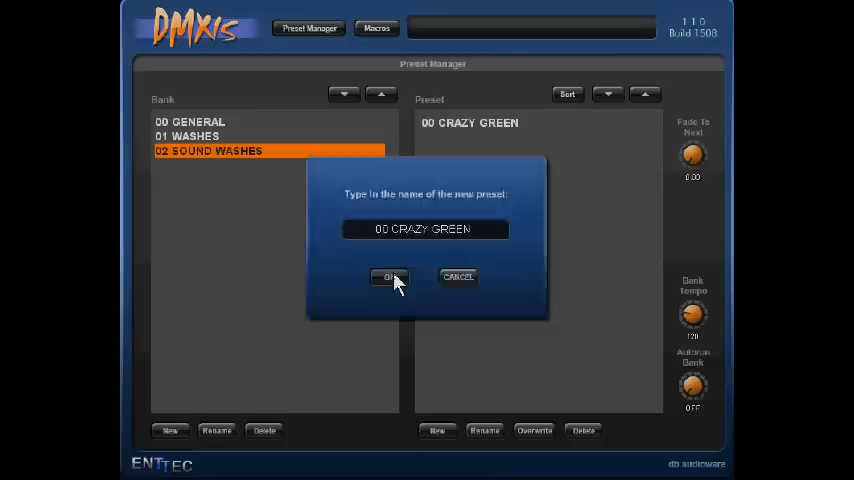 DMXIS
Preset Manager
Macros
1.1.0
Build 1508
Preset Manager
Bank
Preset
Sort
00 GENERAL
01 WASHES
02 SOUND WASHES
00 CRAZY GREEN
Fade To
Next
0.00
Type in the name of the new preset:
00 CRAZY GREEN
CANCEL
Bank
Tempo
120
Autorun
Bank
OFF
New
Rename
Delete
New
Rename
Overwrite
Delete
ENTTEC
db audioware